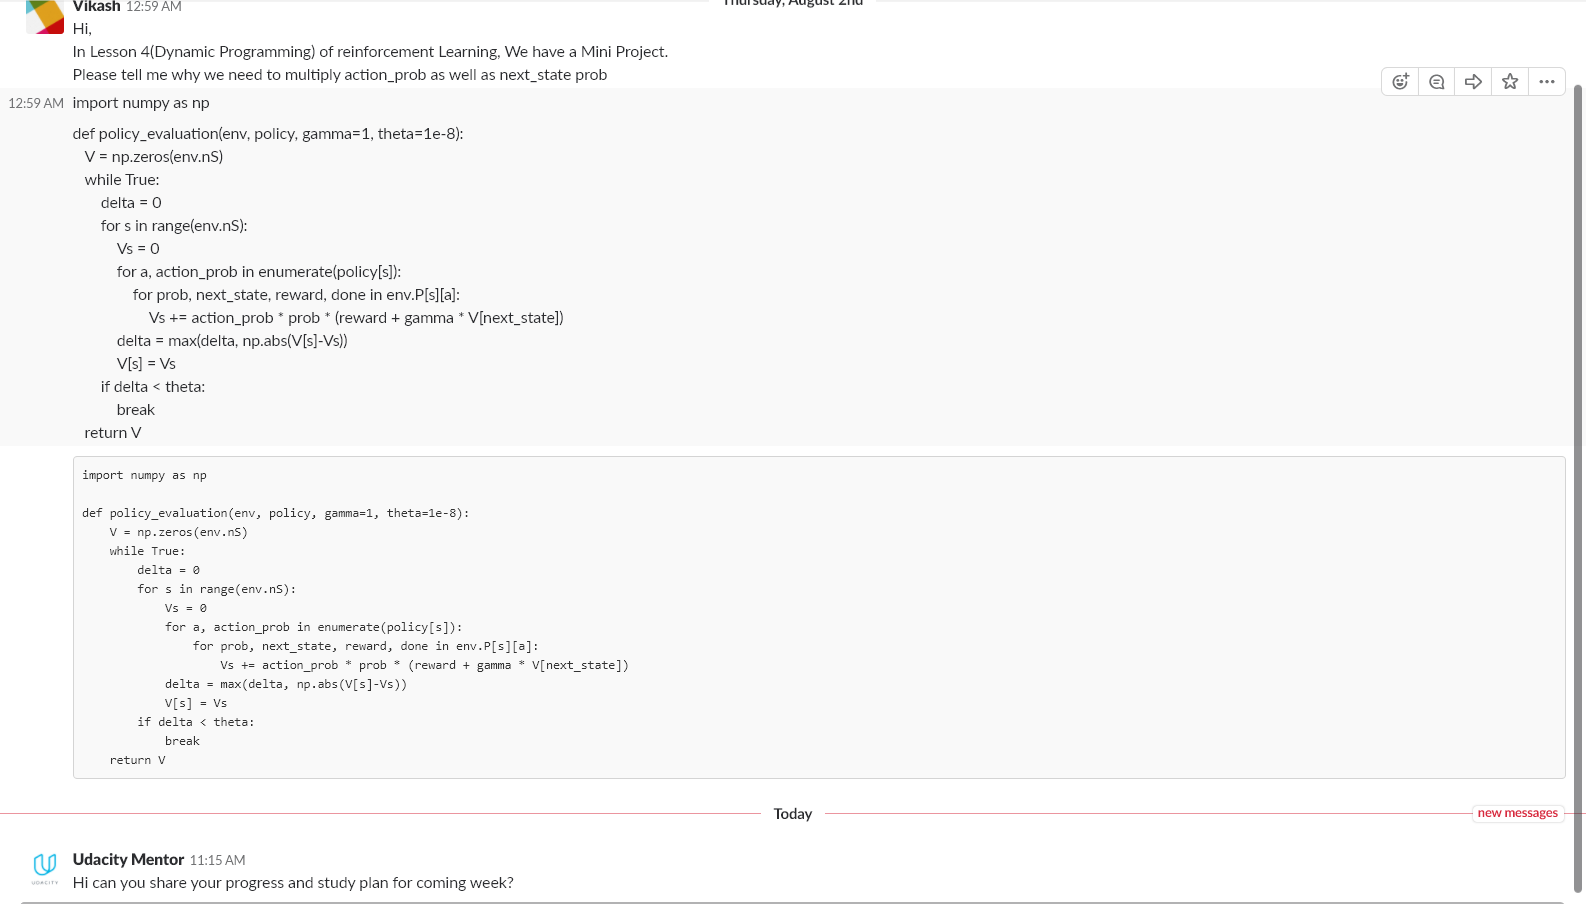 Thursday, August 2nd
Vikash 12:59 AM
Hi,
In Lesson 4(Dynamic Programming) of reinforcement Learning, We have a Mini Project.
Please tell me why we need to multiply action_prob as well as next_state prob
12:59 AM import numpy as np
def policy_evaluation(env, policy, gamma=1, theta=1e-8):
V = np.zeros(env.nS)
while True:
delta = 0
for s in range(env.nS):
Vs = 0
for a, action_prob in enumerate(policy[s]):
for prob, next_state, reward, done in env.P[s][a]:
Vs += action_prob * prob * (reward + gamma * V[next_state])
delta = max(delta, np.abs(V[s]-Vs))
V[s] = Vs
if delta < theta:
break
return V
import numpy as np
def policy_evaluation(env, policy, gamma=1, theta=1e-8):
V = np.zeros(env.nS)
while True:
delta = 0
for s in range(env.nS):
Vs = 0
for a, action_prob in enumerate(policy[s]):
for prob, next_state, reward, done in env.P[s][a]:
Vs += action_prob * prob * (reward + gamma * V[next_state])
delta = max(delta, np.abs(V[s]-Vs))
V[s] = Vs
if delta < theta:
break
return V
Today
new messages
Udacity Mentor 11:15 AM
UDACITY
Hi can you share your progress and study plan for coming week?